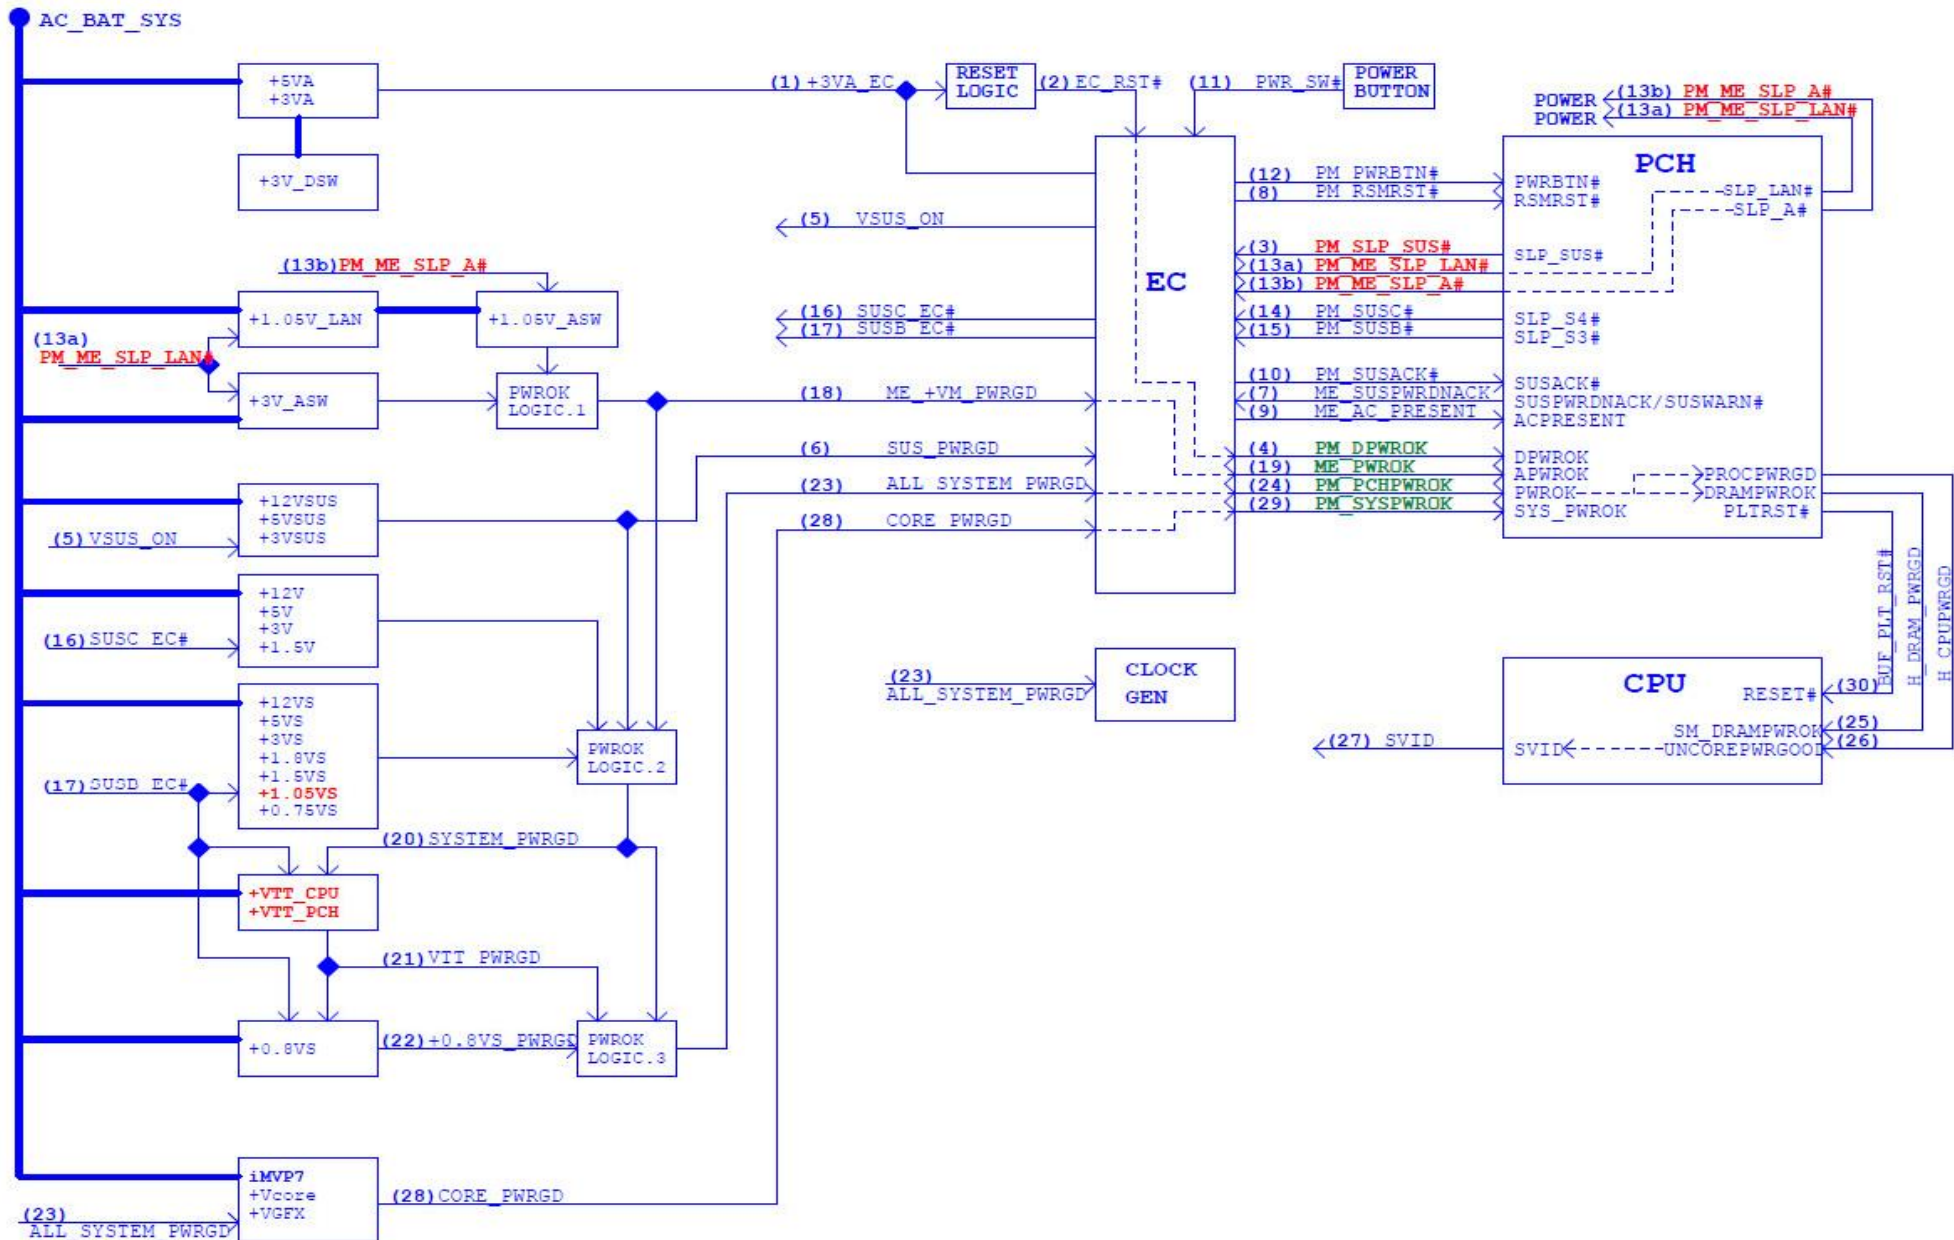 AC_BAT_SYS
+5VA
+3VA
+3V_DSW
(1) +3VA_EC
RESET
LOGIC
(2) EC_RST#
(11) PWR_SW#
POWER
BUTTON
POWER
(13b) PM_ME_SLP_A#
POWER
(13a) PM_ME_SLP_LAN#
EC
(5) VSUS_ON
(16) SUSC_EC#
(17) SUSB_EC#
(18) ME_+VM_PWRGD
(6) SUS_PWRGD
(23) ALL_SYSTEM_PWRGD
(28) CORE_PWRGD
(12) PM_PWRBTN#
(8) PM_RSMRST#
(3) PM_SLP_SUS#
(13a) PM_ME_SLP_LAN#
(13b) PM_ME_SLP_A#
(14) PM_SUSC#
(15) PM_SUSB#
(10) PM_SUSACK#
(7) ME_SUSPWRDNACK
(9) ME_AC_PRESENT
(4) PM_DPWROK
(19) ME_PWROK
(24) PM_PCHPWROK
(29) PM_SYSPWROK
PCH
PWRBTN#
RSMRST#
SLP_LAN#
SLP_A#
SLP_SUS#
SLP_S4#
SLP_S3#
SUSACK#
SUSPWRDNACK/SUSWARN#
ACPRESENT
DPWROK
APWROK
PWROK
SYS_PWROK
PROCPWRGD
DRAMPWROK
PLTRST#
BUF_PLT_RST#
H_DRAM_PWRGD
H_CPUPWRGD
(13b) PM_ME_SLP_A#
+1.05V_LAN
+1.05V_ASW
(13a)
PM_ME_SLP_LAN#
+3V_ASW
PWROK
LOGIC.1
+12VSUS
+5VSUS
+3VSUS
(5) VSUS_ON
+12V
+5V
+3V
+1.5V
(16) SUSC_EC#
+12VS
+5VS
+3VS
+1.8VS
+1.5VS
+1.05VS
+0.75VS
(17) SUSB_EC#
PWROK
LOGIC.2
(20) SYSTEM_PWRGD
+VTT_CPU
+VTT_PCH
(21) VTT_PWRGD
+0.8VS
(22) +0.8VS_PWRGD
PWROK
LOGIC.3
iMVP7
+Vcore
+VGFX
(23)
ALL_SYSTEM_PWRGD
(28) CORE_PWRGD
(23)
ALL_SYSTEM_PWRGD
CLOCK
GEN
CPU
RESET#
(30)
SM_DRAMPWROK
(25)
UNCOREPWRGOOD
(26)
SVID
(27) SVID